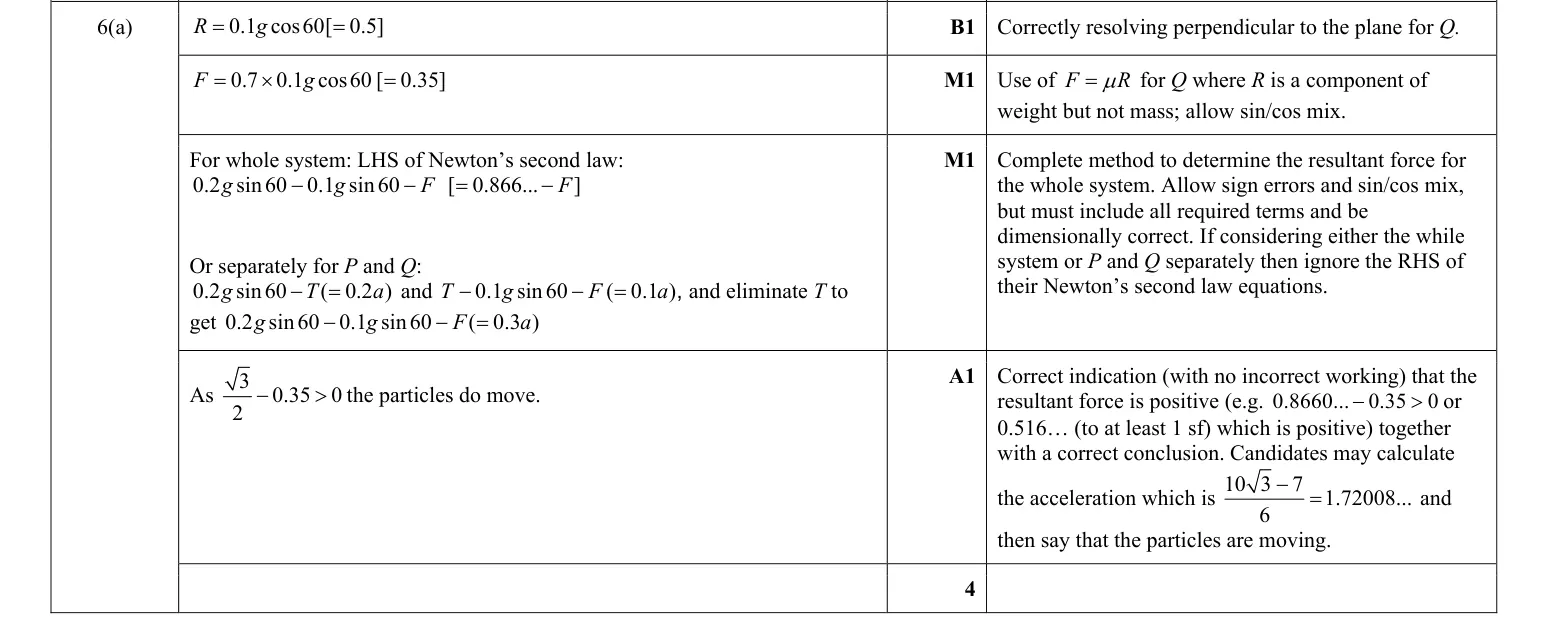 6(a)
R = 0.1g cos 60[= 0.5]
B1
Correctly resolving perpendicular to the plane for Q.
F = 0.7 × 0.1g cos 60 [= 0.35]
M1
Use of F = μR for Q where R is a component of
weight but not mass; allow sin/cos mix.
For whole system: LHS of Newton's second law:
0.2g sin 60 − 0.1g sin 60 − F [= 0.866... − F]
Or separately for P and Q:
0.2g sin 60 − T(= 0.2a) and T − 0.1g sin 60 − F (= 0.1a), and eliminate T to
get 0.2g sin 60 − 0.1g sin 60 − F(= 0.3a)
M1
Complete method to determine the resultant force for
the whole system. Allow sign errors and sin/cos mix,
but must include all required terms and be
dimensionally correct. If considering either the while
system or P and Q separately then ignore the RHS of
their Newton's second law equations.
As √3/2 − 0.35 > 0 the particles do move.
A1
Correct indication (with no incorrect working) that the
resultant force is positive (e.g. 0.8660... − 0.35 > 0 or
0.516… (to at least 1 sf) which is positive) together
with a correct conclusion. Candidates may calculate
the acceleration which is (10√3 − 7)/6 = 1.72008... and
then say that the particles are moving.
4